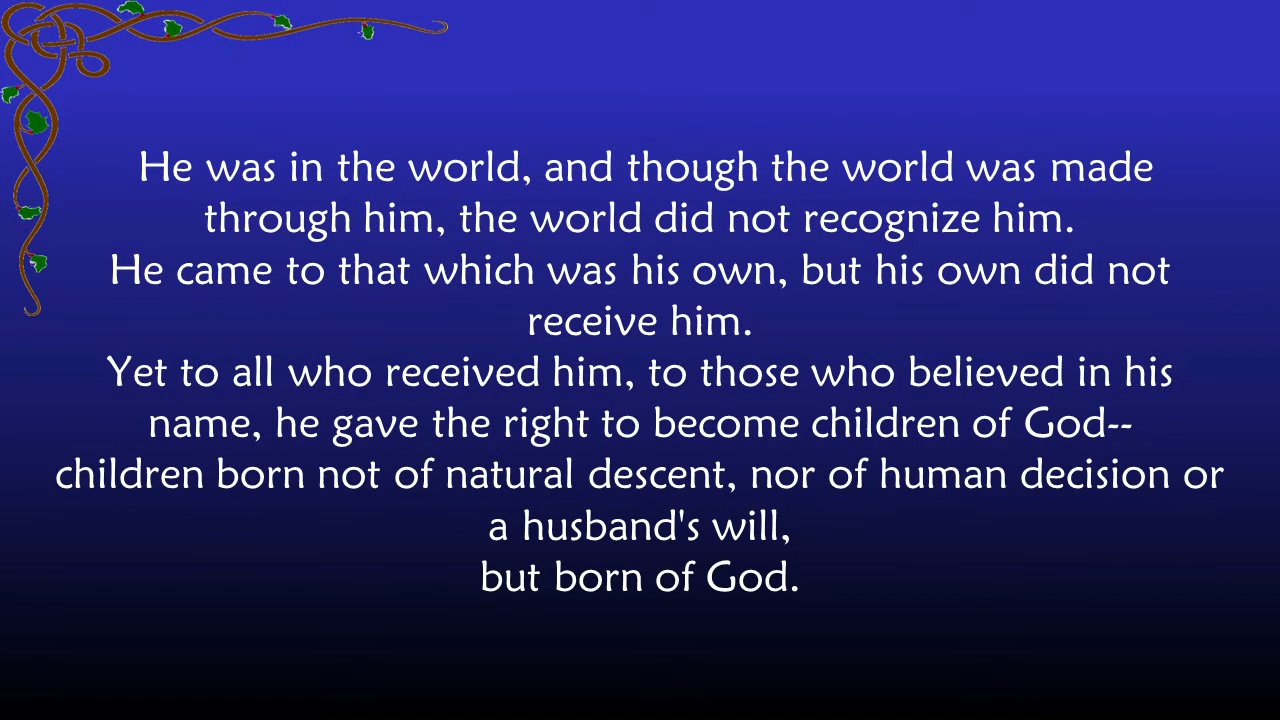 He was in the world, and though the world was made
through him, the world did not recognize him.
He came to that which was his own, but his own did not
receive him.
Yet to all who received him, to those who believed in his
name, he gave the right to become children of God--
children born not of natural descent, nor of human decision or
a husband's will,
but born of God.